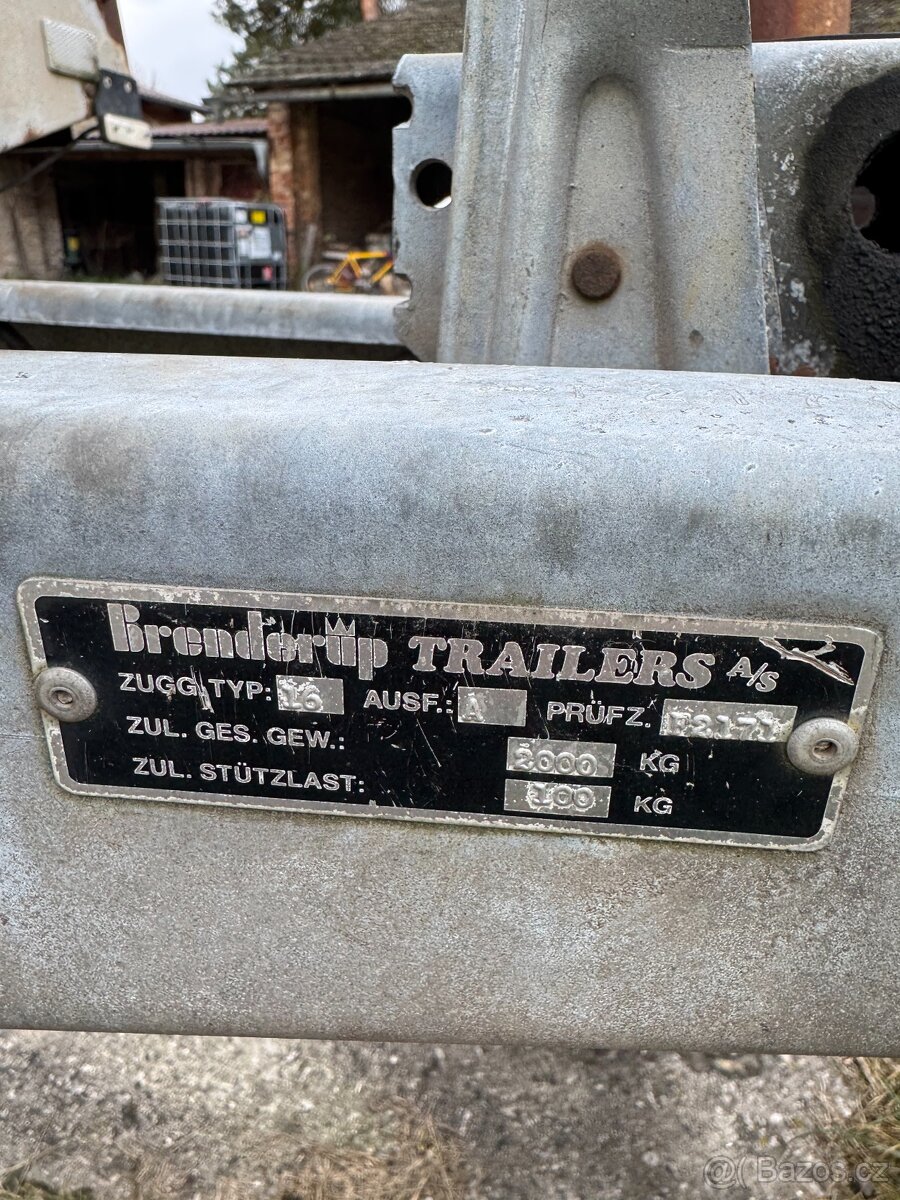 Brenderup TRAILERS A/S
ZUGG. TYP: 16 AUSF.: A PRÜFZ.
ZUL. GES. GEW.: 2000 KG
ZUL. STÜTZLAST: 100 KG
@Bazos.cz